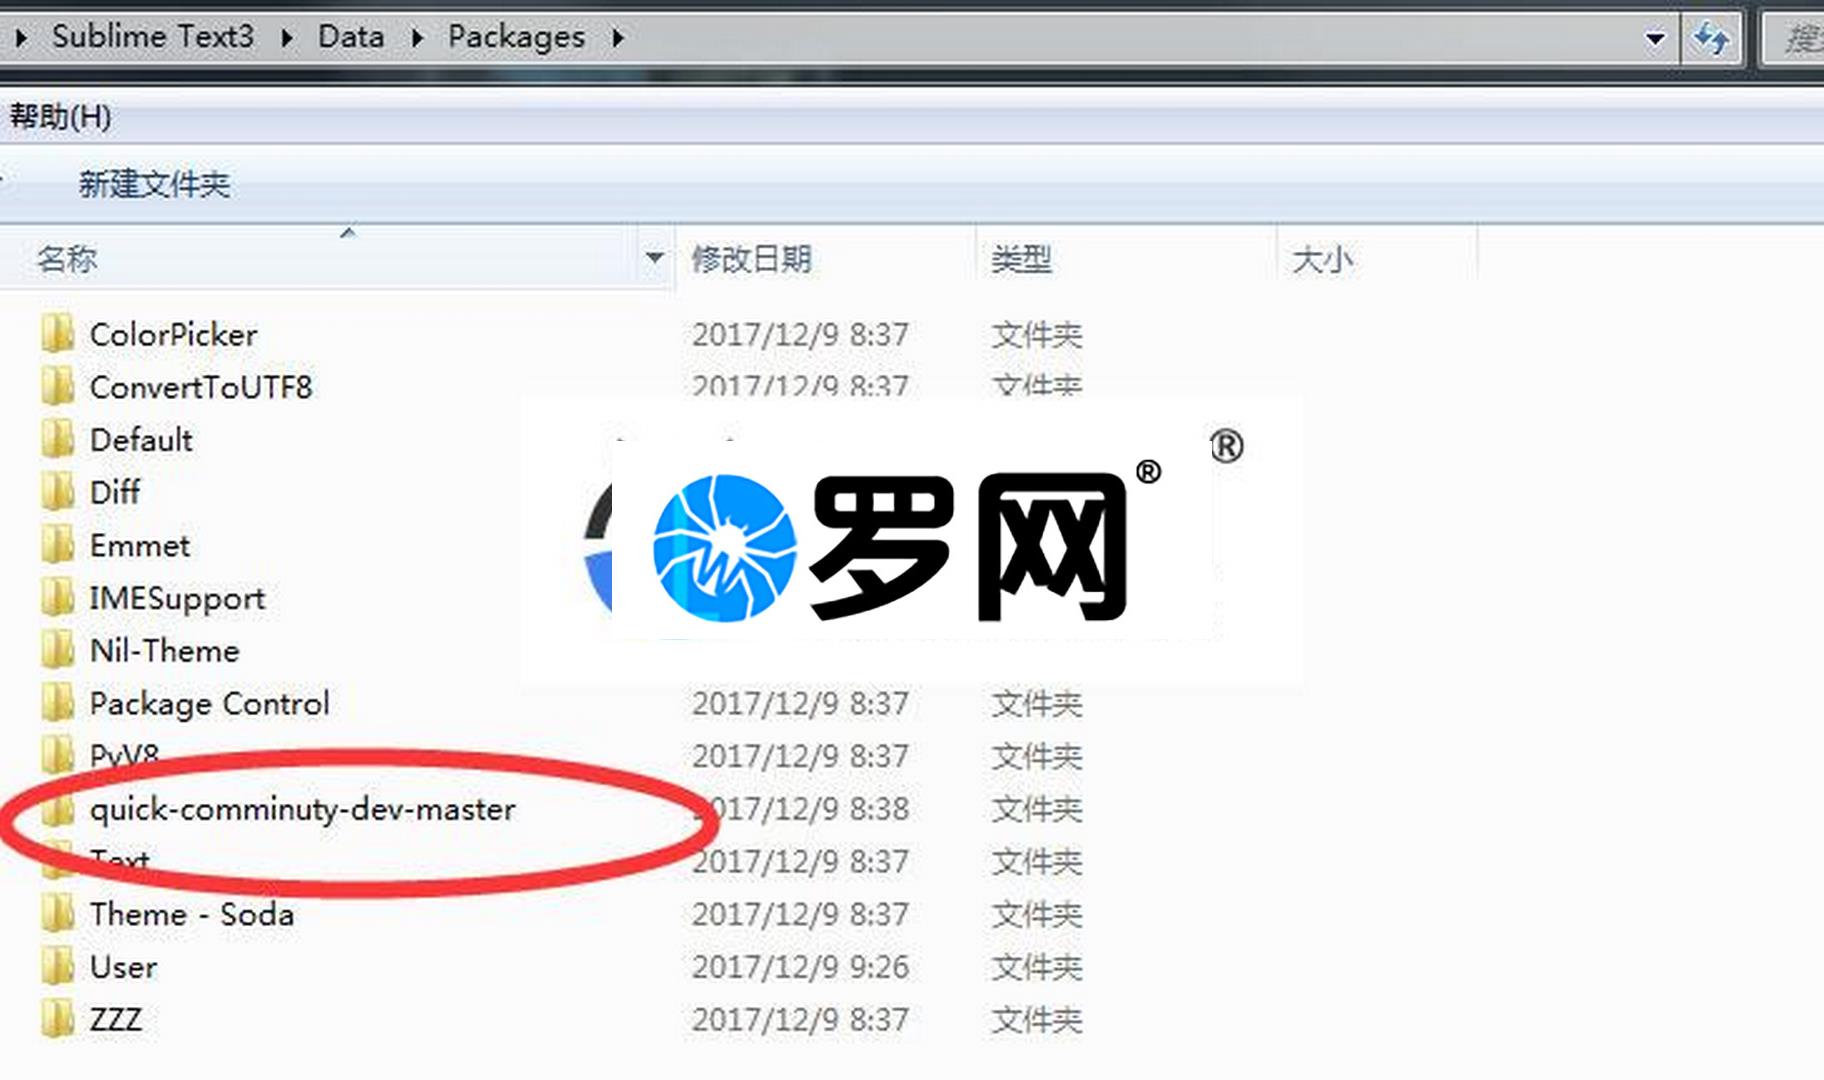 Sublime Text3 Data Packages 搜
帮助(H)
新建文件夹
名称 修改日期 类型 大小
ColorPicker 2017/12/9 8:37 文件夹
ConvertToUTF8 2017/12/9 8:37 文件夹
Default
Diff
Emmet
IMESupport
Nil-Theme
®
罗网®
Package Control 2017/12/9 8:37 文件夹
PyV8 2017/12/9 8:37 文件夹
quick-comminuty-dev-master 2017/12/9 8:38 文件夹
Text 2017/12/9 8:37 文件夹
Theme - Soda 2017/12/9 8:37 文件夹
User 2017/12/9 9:26 文件夹
ZZZ 2017/12/9 8:37 文件夹